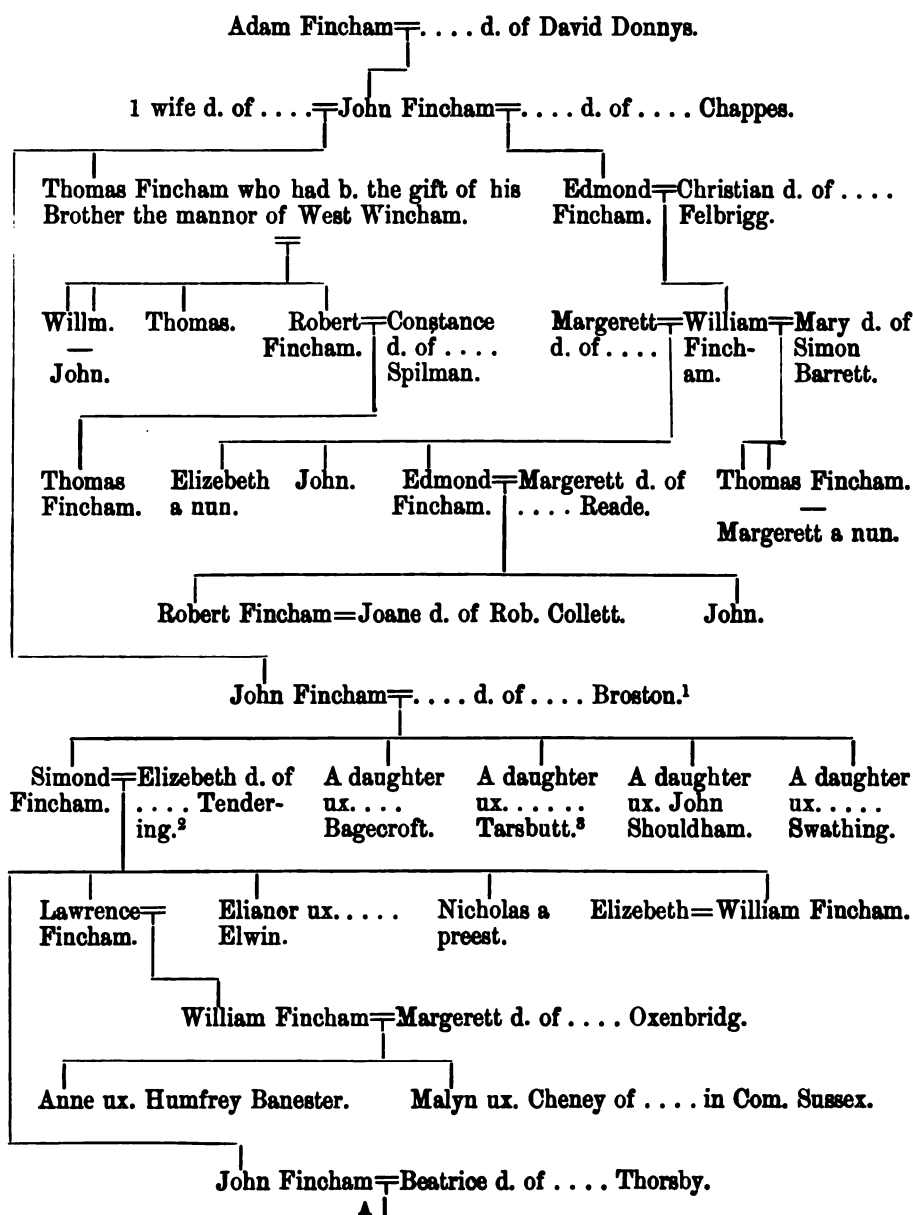 Adam Fincham=. . . . d. of David Donnys.
1 wife d. of . . . .=John Fincham=. . . . d. of . . . . Chappes.
Thomas Fincham who had b. the gift of his
Brother the mannor of West Wincham.
Edmond=Christian d. of . . . .
Fincham. Felbrigg.
Willm.
—
John.
Thomas.
Robert=Constance
Fincham. d. of . . . .
Spilman.
Margerett=William=Mary d. of
d. of . . . . Finch- Simon
am. Barrett.
Thomas
Fincham.
Elizebeth
a nun.
John.
Edmond=Margerett d. of
Fincham. . . . . Reade.
Thomas Fincham.
—
Margerett a nun.
Robert Fincham=Joane d. of Rob. Collett.
John.
John Fincham=. . . . d. of . . . . Broston.¹
Simond=Elizebeth d. of
Fincham. . . . . Tender-
ing.²
A daughter
ux. . . .
Bagecroft.
A daughter
ux. . . . . .
Tarsbutt.³
A daughter
ux. John
Shouldham.
A daughter
ux. . . . .
Swathing.
Lawrence=
Fincham.
Elianor ux. . . . .
Elwin.
Nicholas a
preest.
Elizebeth=William Fincham.
William Fincham=Margerett d. of . . . . Oxenbridg.
Anne ux. Humfrey Banester.
Malyn ux. Cheney of . . . . in Com. Sussex.
John Fincham=Beatrice d. of . . . . Thorsby.
A